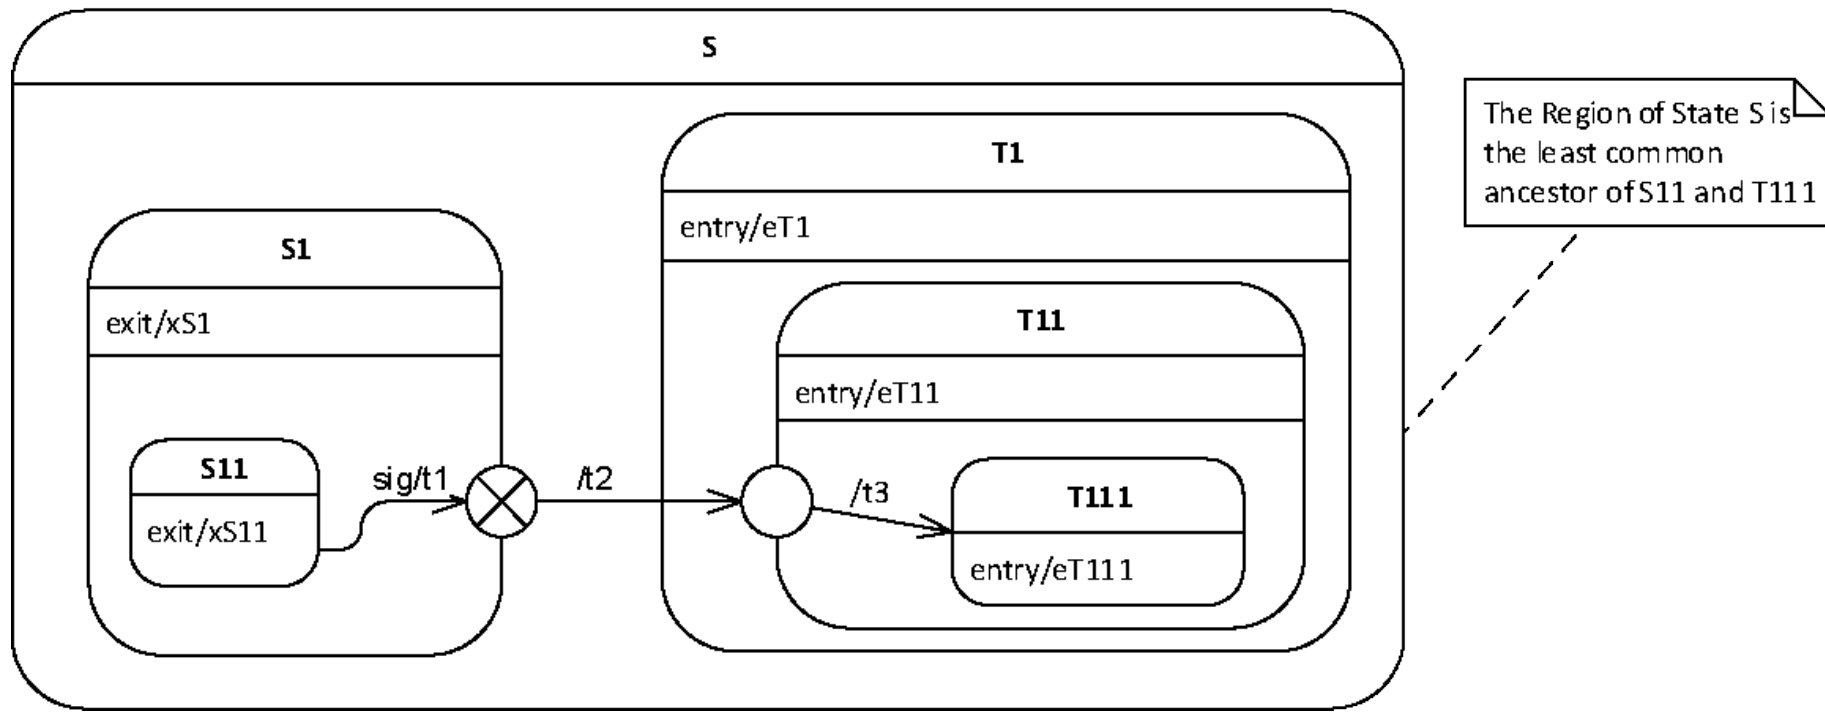 S
The Region of State S is
the least common
ancestor of S11 and T111
T1
entry/eT1
S1
exit/xS1
T11
entry/eT11
S11
exit/xS11
sig/t1
/t2
/t3
T111
entry/eT111